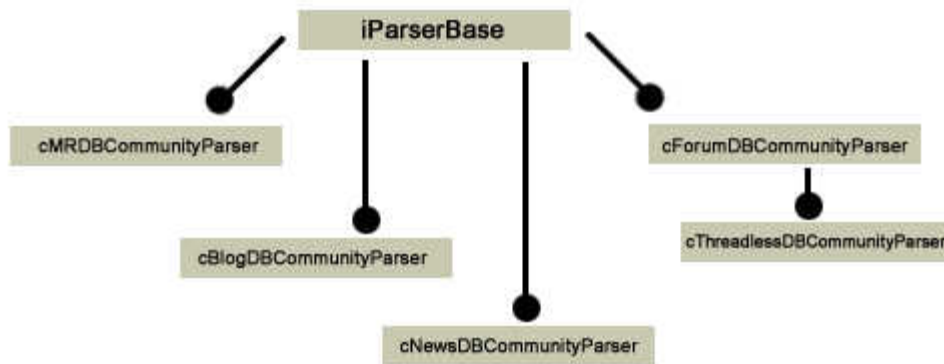 iParserBase
cMRDBCommunityParser
cForumDBCommunityParser
cThreadlessDBCommunityParser
cBlogDBCommunityParser
cNewsDBCommunityParser